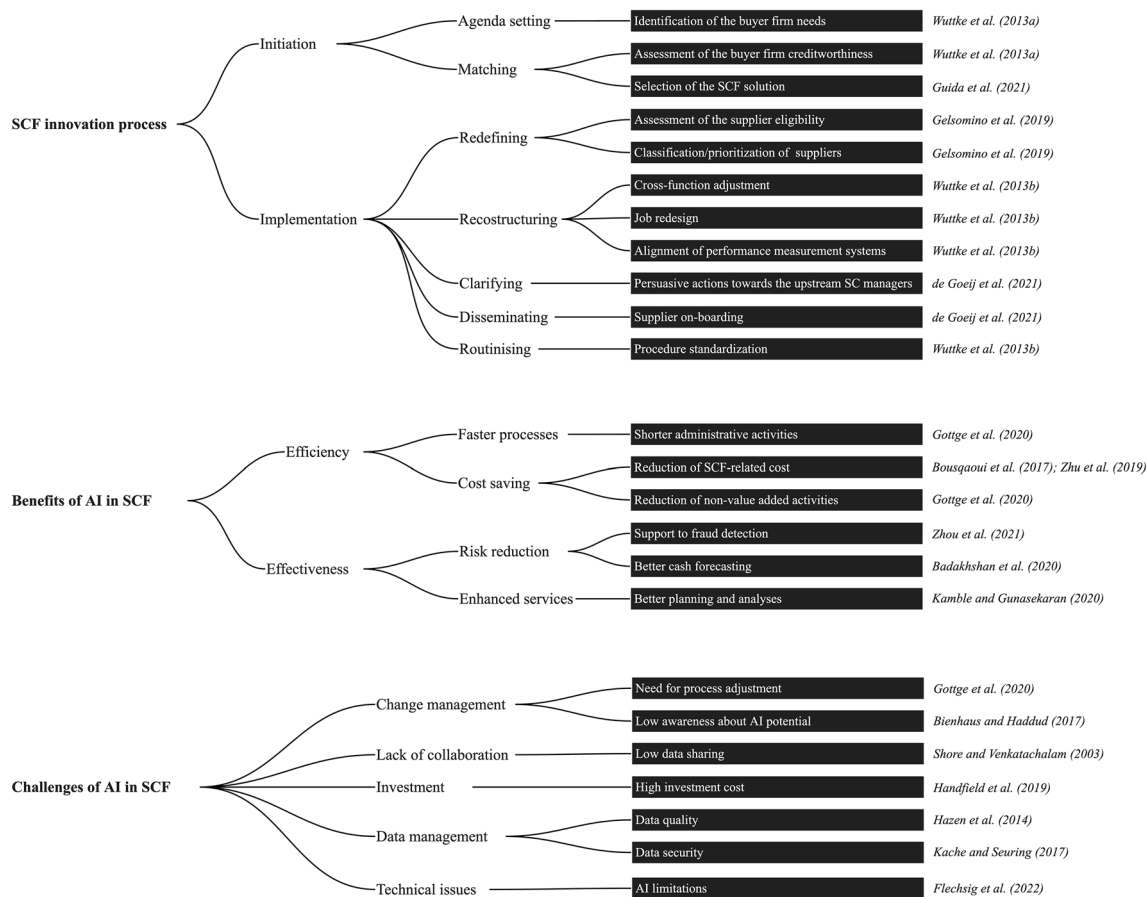 Agenda setting
Identification of the buyer firm needs
Wuttke et al. (2013a)
Initiation
Matching
Assessment of the buyer firm creditworthiness
Wuttke et al. (2013a)
Selection of the SCF solution
Guida et al. (2021)
SCF innovation process
Redefining
Assessment of the supplier eligibility
Gelsomino et al. (2019)
Classification/prioritization of suppliers
Gelsomino et al. (2019)
Implementation
Recostructuring
Cross-function adjustment
Wuttke et al. (2013b)
Job redesign
Wuttke et al. (2013b)
Alignment of performance measurement systems
Wuttke et al. (2013b)
Clarifying
Persuasive actions towards the upstream SC managers
de Goeij et al. (2021)
Disseminating
Supplier on-boarding
de Goeij et al. (2021)
Routinising
Procedure standardization
Wuttke et al. (2013b)
Benefits of AI in SCF
Efficiency
Faster processes
Shorter administrative activities
Gottge et al. (2020)
Cost saving
Reduction of SCF-related cost
Bousqaoui et al. (2017); Zhu et al. (2019)
Reduction of non-value added activities
Gottge et al. (2020)
Effectiveness
Risk reduction
Support to fraud detection
Zhou et al. (2021)
Better cash forecasting
Badakhshan et al. (2020)
Enhanced services
Better planning and analyses
Kamble and Gunasekaran (2020)
Challenges of AI in SCF
Change management
Need for process adjustment
Gottge et al. (2020)
Low awareness about AI potential
Bienhaus and Haddud (2017)
Lack of collaboration
Low data sharing
Shore and Venkatachalam (2003)
Investment
High investment cost
Handfield et al. (2019)
Data management
Data quality
Hazen et al. (2014)
Data security
Kache and Seuring (2017)
Technical issues
AI limitations
Flechsig et al. (2022)